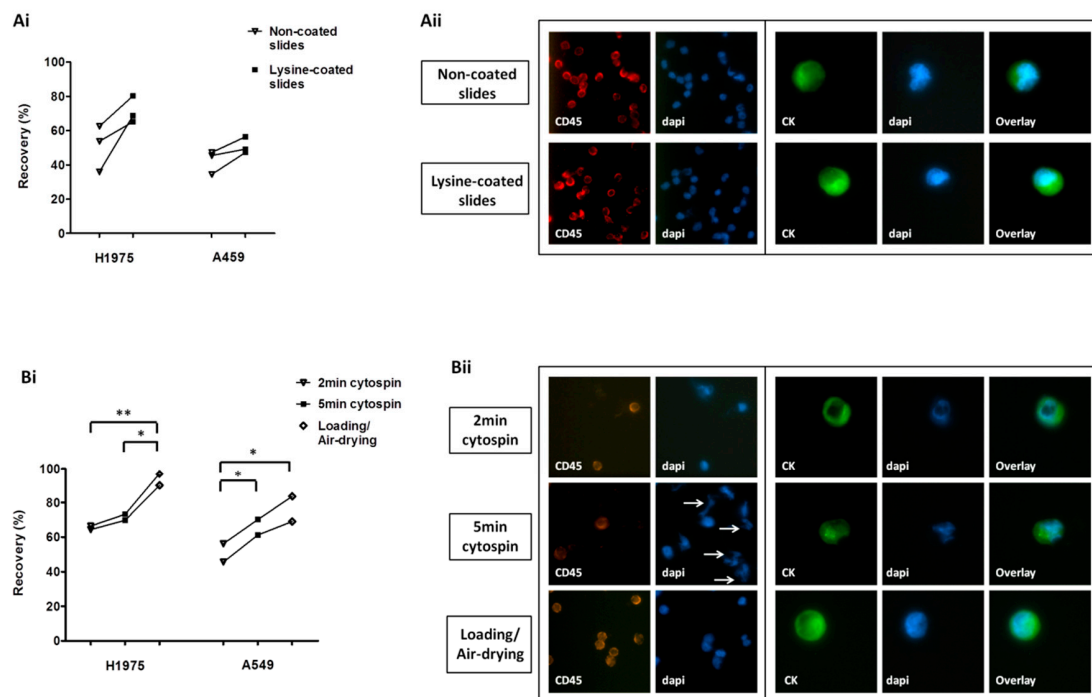 Ai
Non-coated
slides
Lysine-coated
slides
100
80
60
40
20
0
Recovery (%)
H1975
A459
Aii
Non-coated
slides
CD45
dapi
CK
dapi
Overlay
Lysine-coated
slides
CD45
dapi
CK
dapi
Overlay
Bi
2min cytospin
5min cytospin
Loading/
Air-drying
**
*
*
*
100
80
60
40
20
0
Recovery (%)
H1975
A549
Bii
2min
cytospin
CD45
dapi
CK
dapi
Overlay
5min
cytospin
CD45
dapi
CK
dapi
Overlay
Loading/
Air-drying
CD45
dapi
CK
dapi
Overlay